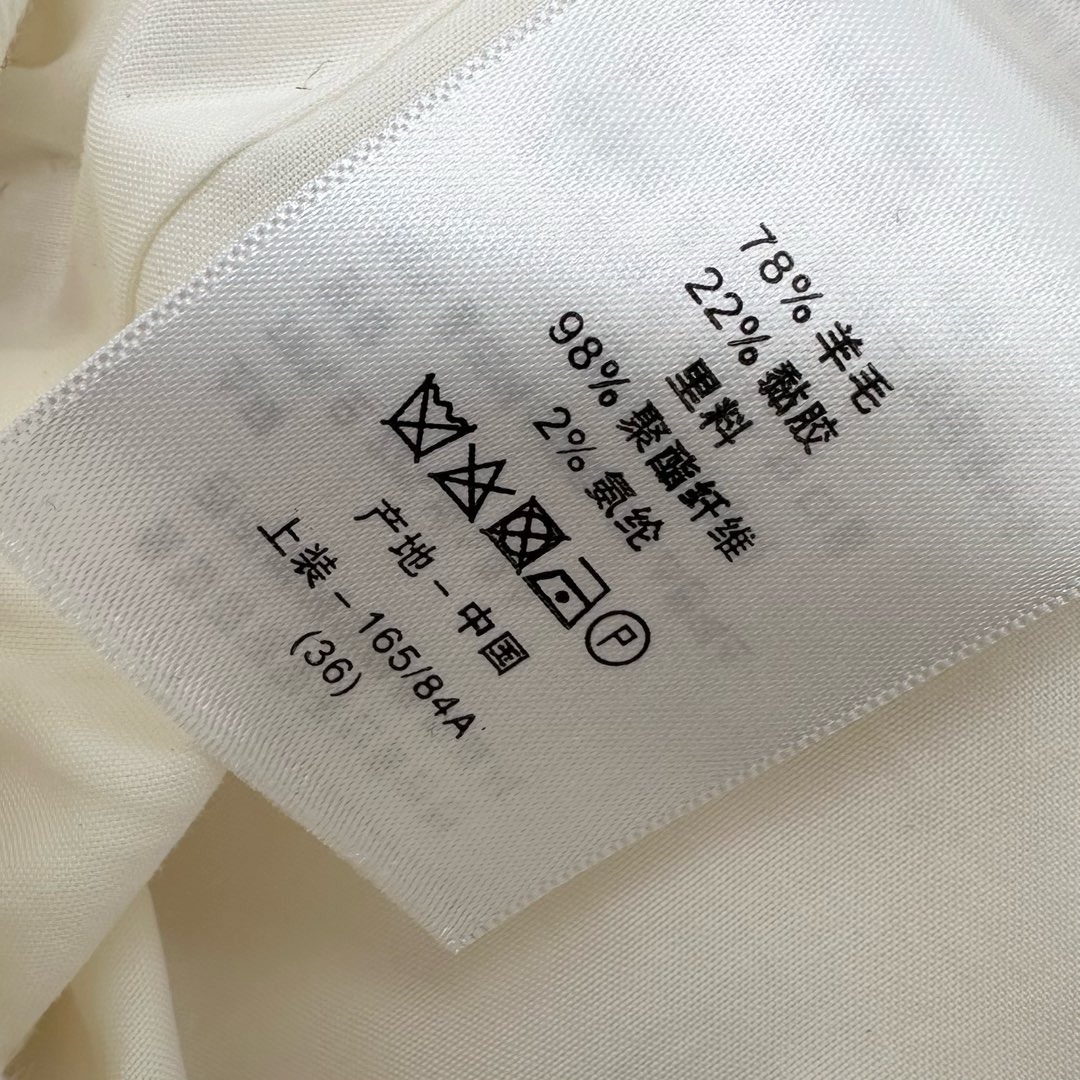 78% 羊毛
22% 黏胶
里料
98% 聚酯纤维
2% 氨纶
P
产地 - 中国
上装 - 165/84A
(36)